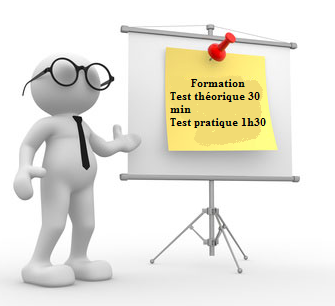 Formation
Test théorique 30
min
Test pratique 1h30